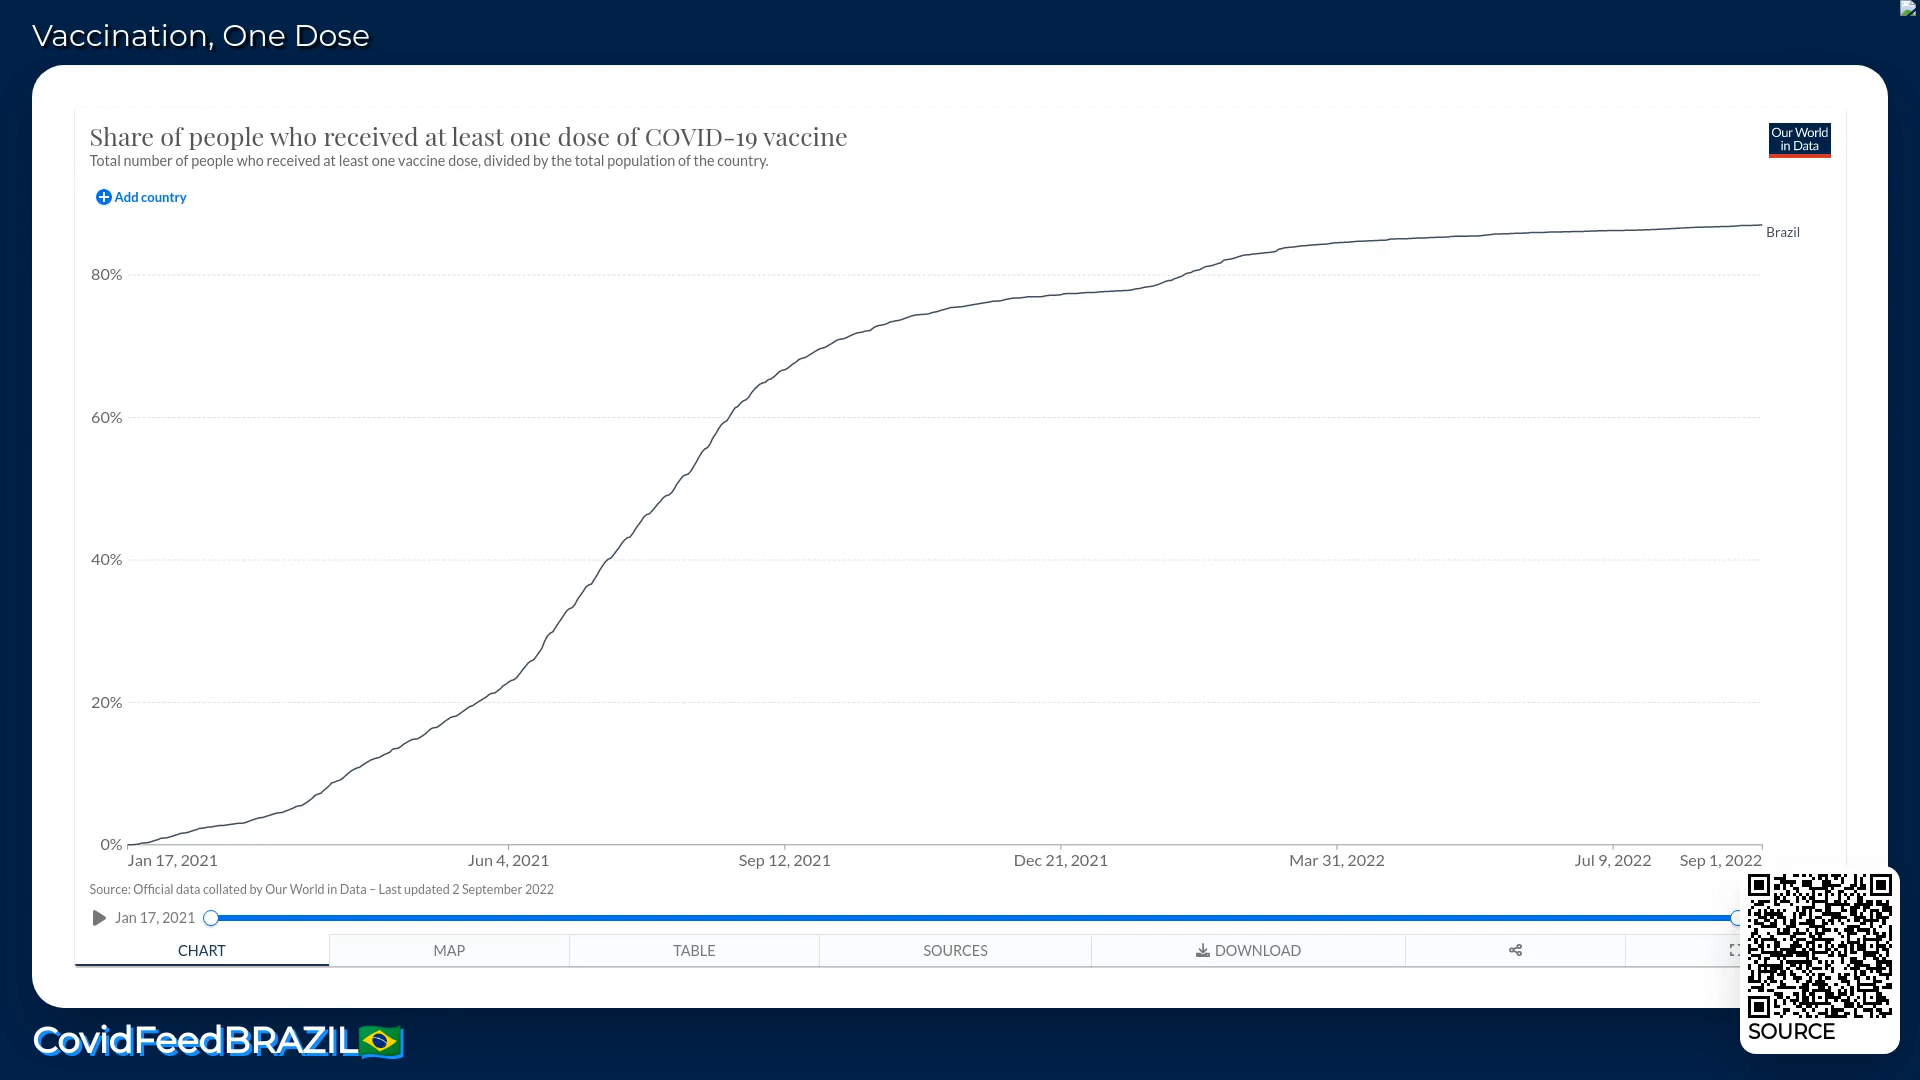 Vaccination, One Dose
Share of people who received at least one dose of COVID-19 vaccine
Total number of people who received at least one vaccine dose, divided by the total population of the country.
Our World
in Data
Add country
Brazil
80%
60%
40%
20%
0%
Jan 17, 2021 Jun 4, 2021 Sep 12, 2021 Dec 21, 2021 Mar 31, 2022 Jul 9, 2022 Sep 1, 2022
Source: Official data collated by Our World in Data – Last updated 2 September 2022
Jan 17, 2021
CHART MAP TABLE SOURCES DOWNLOAD
SOURCE
CovidFeedBRAZIL